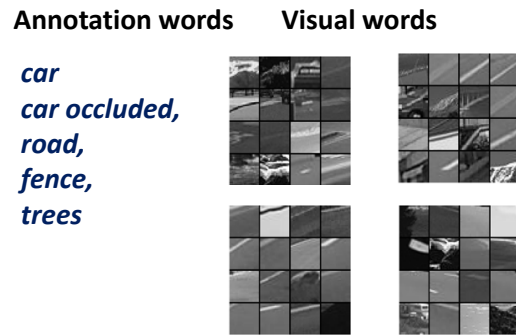 Annotation words Visual words
car
car occluded,
road,
fence,
trees